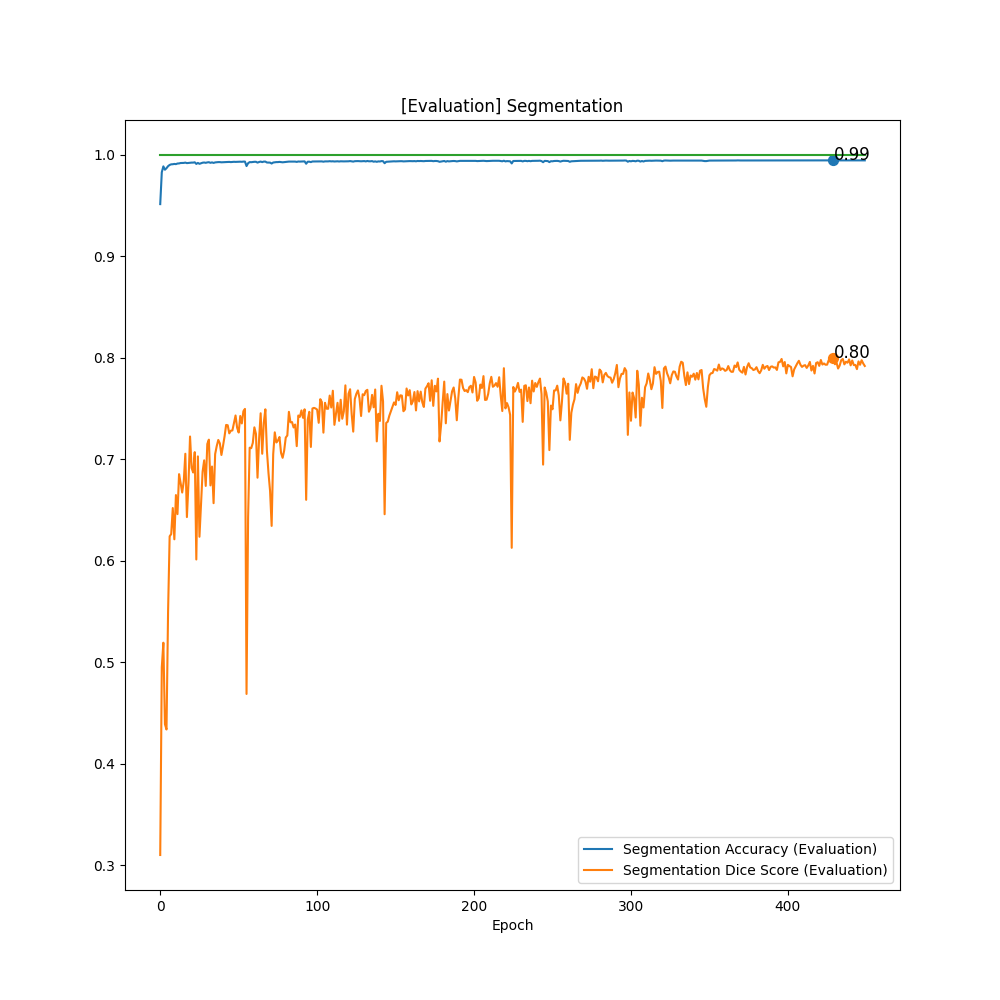 [Evaluation] Segmentation
1.0
0.9
0.8
0.7
0.6
0.5
0.4
0.3
0.99
0.80
Segmentation Accuracy (Evaluation)
Segmentation Dice Score (Evaluation)
0 100 200 300 400
Epoch